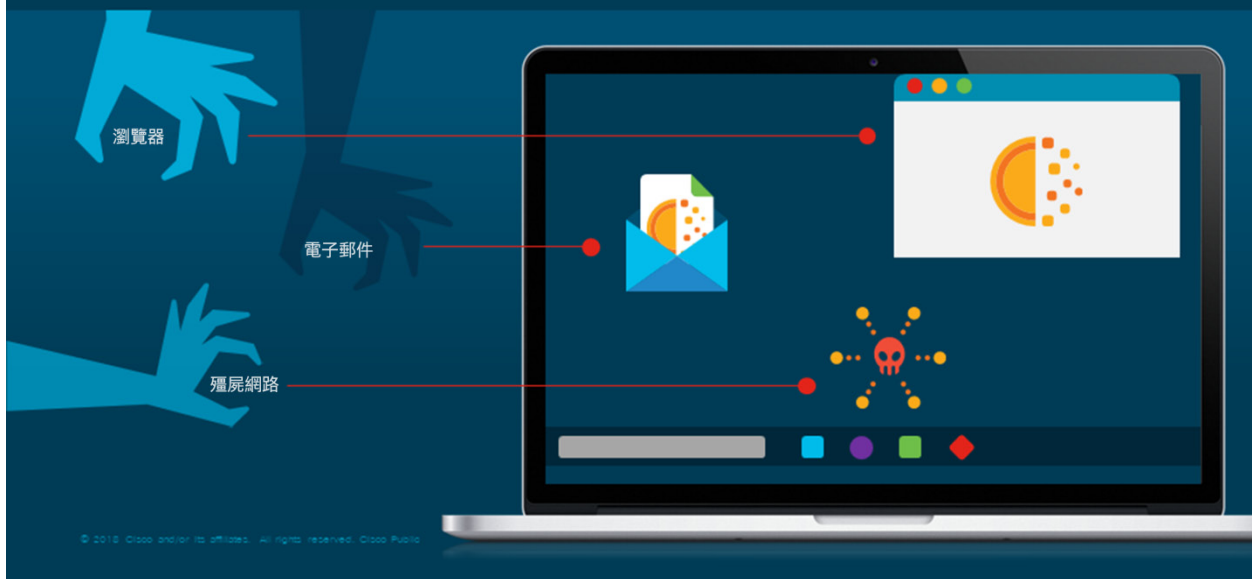 瀏覽器
電子郵件
殭屍網路
© 2018 Cisco and/or its affiliates. All rights reserved. Cisco Public